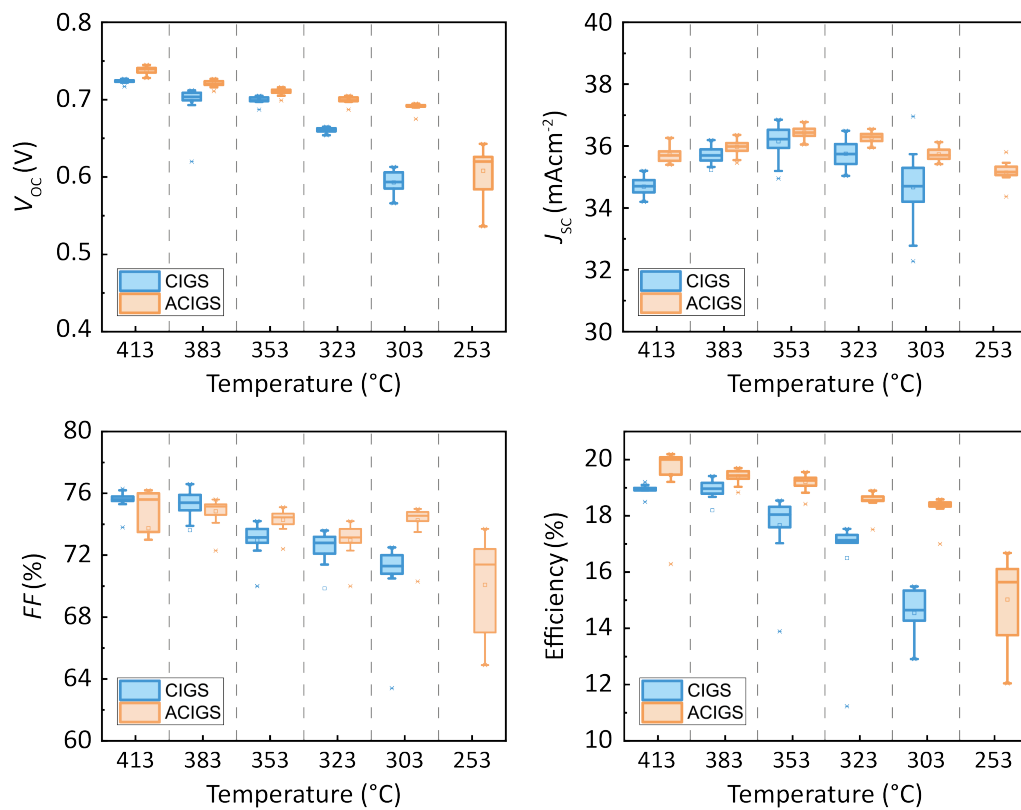 0.8
0.7
0.6
0.5
0.4
V_OC (V)
CIGS
ACIGS
413 383 353 323 303 253
Temperature (°C)
40
38
36
34
32
30
J_SC (mAcm⁻²)
CIGS
ACIGS
413 383 353 323 303 253
Temperature (°C)
80
76
72
68
64
60
FF (%)
CIGS
ACIGS
413 383 353 323 303 253
Temperature (°C)
20
18
16
14
12
10
Efficiency (%)
CIGS
ACIGS
413 383 353 323 303 253
Temperature (°C)